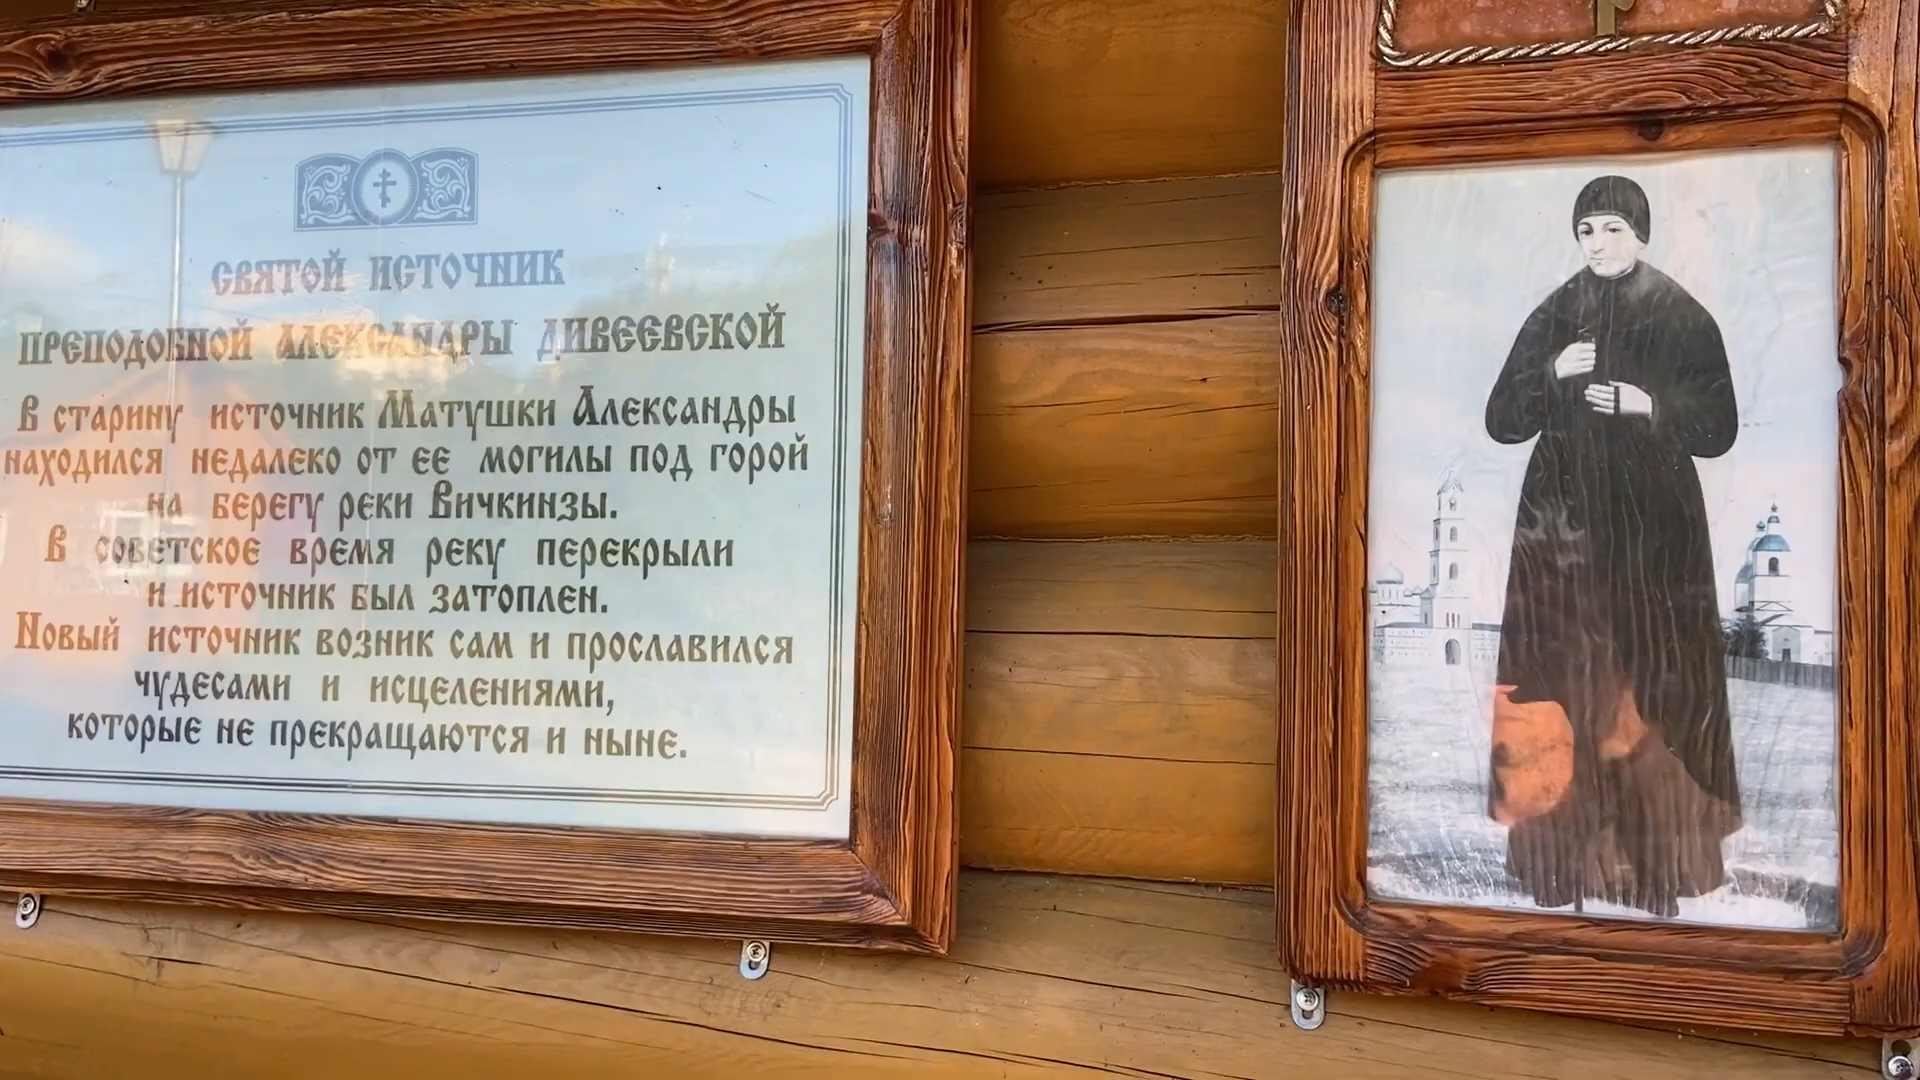 СВЯТОЙ ИСТОЧНИК
ПРЕПОДОБНОЙ АЛЕКСАНДРЫ ДИВЕЕВСКОЙ
В старину источник Матушки Александры
находился недалеко от ее могилы под горой
на берегу реки Вичкинзы.
В советское время реку перекрыли
и источник был затоплен.
Новый источник возник сам и прославился
чудесами и исцелениями,
которые не прекращаются и ныне.